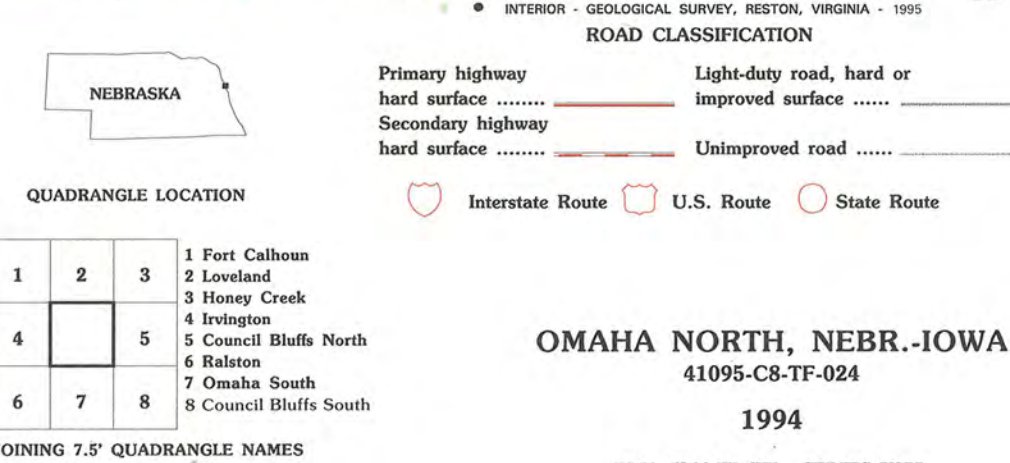 INTERIOR - GEOLOGICAL SURVEY, RESTON, VIRGINIA - 1995
ROAD CLASSIFICATION
Primary highway
hard surface ........
Light-duty road, hard or
improved surface ......
Secondary highway
hard surface ........
Unimproved road ......
Interstate Route
U.S. Route
State Route
NEBRASKA
QUADRANGLE LOCATION
1 2 3
4 5
6 7 8
1 Fort Calhoun
2 Loveland
3 Honey Creek
4 Irvington
5 Council Bluffs North
6 Ralston
7 Omaha South
8 Council Bluffs South
OINING 7.5' QUADRANGLE NAMES
OMAHA NORTH, NEBR.-IOWA
41095-C8-TF-024
1994